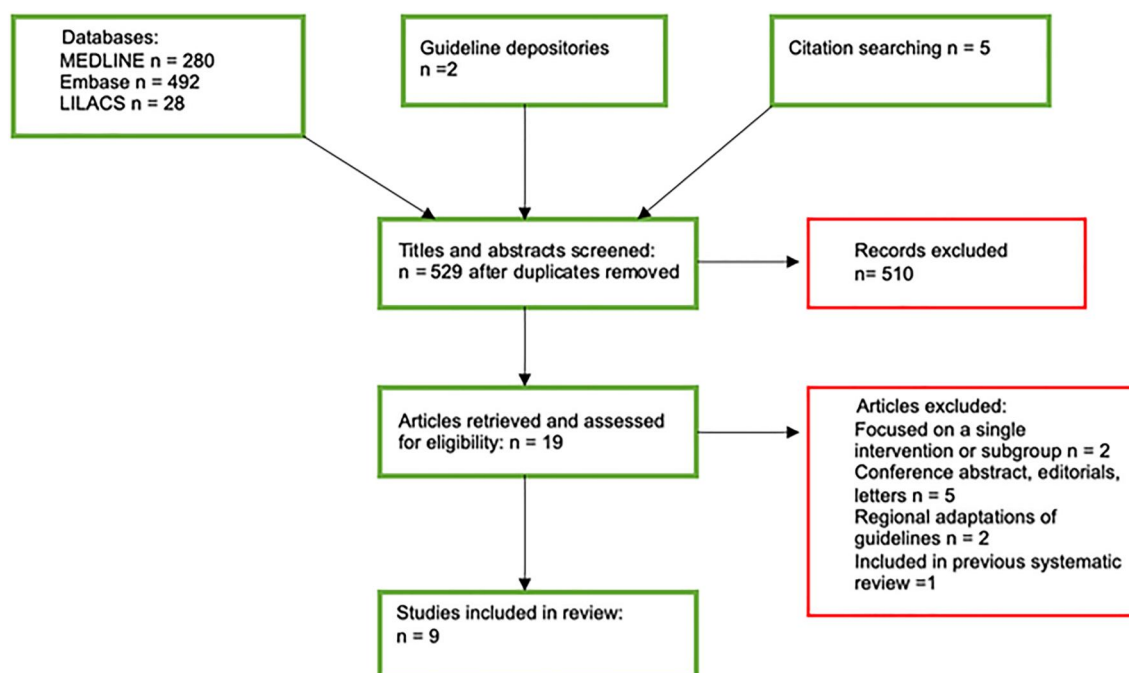 Databases:
MEDLINE n = 280
Embase n = 492
LILACS n = 28
Guideline depositories
n =2
Citation searching n = 5
Titles and abstracts screened:
n = 529 after duplicates removed
Records excluded
n= 510
Articles retrieved and assessed
for eligibility: n = 19
Articles excluded:
Focused on a single
intervention or subgroup n = 2
Conference abstract, editorials,
letters n = 5
Regional adaptations of
guidelines n = 2
Included in previous systematic
review =1
Studies included in review:
n = 9